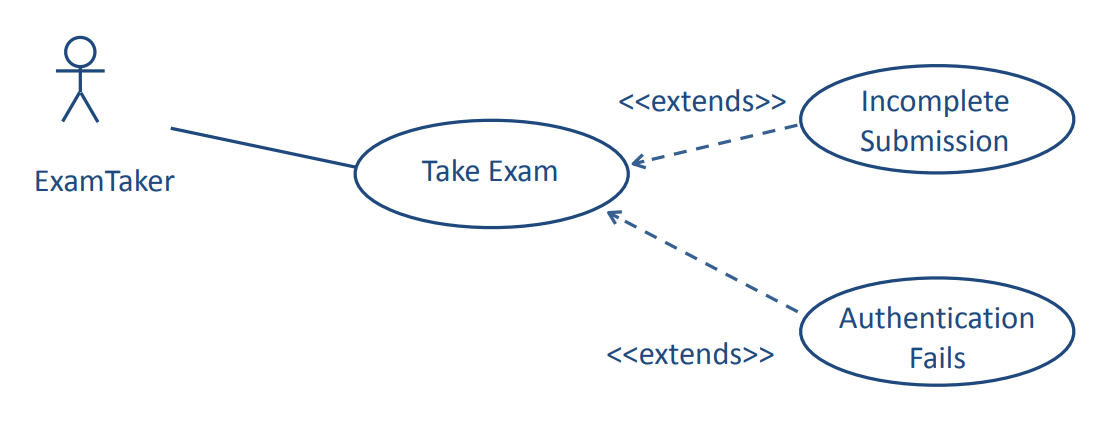 ExamTaker
Take Exam
<<extends>>
Incomplete
Submission
<<extends>>
Authentication
Fails